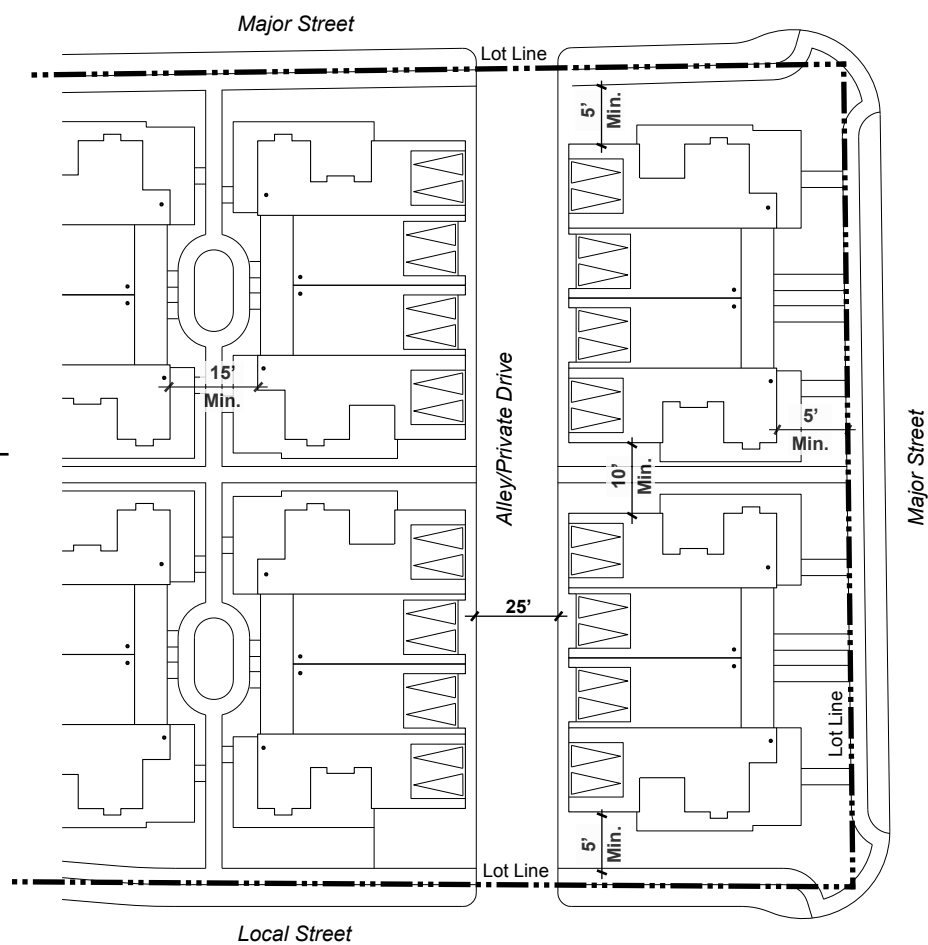 Major Street
Lot Line
5’
Min.
15’
Min.
Alley/Private Drive
5’
Min.
10’
Min.
Major Street
25’
Lot Line
5’
Min.
Lot Line
Local Street